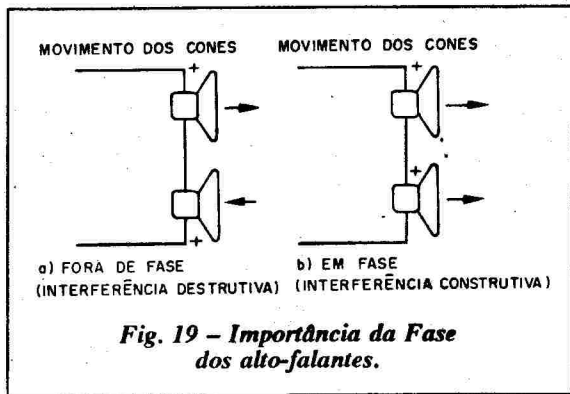 MOVIMENTO DOS CONES
+
+
a) FORA DE FASE
(INTERFERÊNCIA DESTRUTIVA)
MOVIMENTO DOS CONES
+
+
b) EM FASE
(INTERFERÊNCIA CONSTRUTIVA)
Fig. 19 – Importância da Fase
dos alto-falantes.